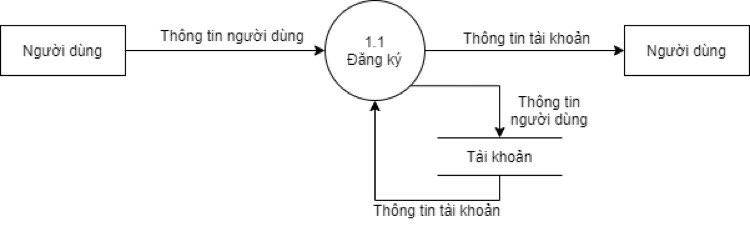 Người dùng
Thông tin người dùng
1.1
Đăng ký
Thông tin tài khoản
Người dùng
Thông tin
người dùng
Tài khoản
Thông tin tài khoản